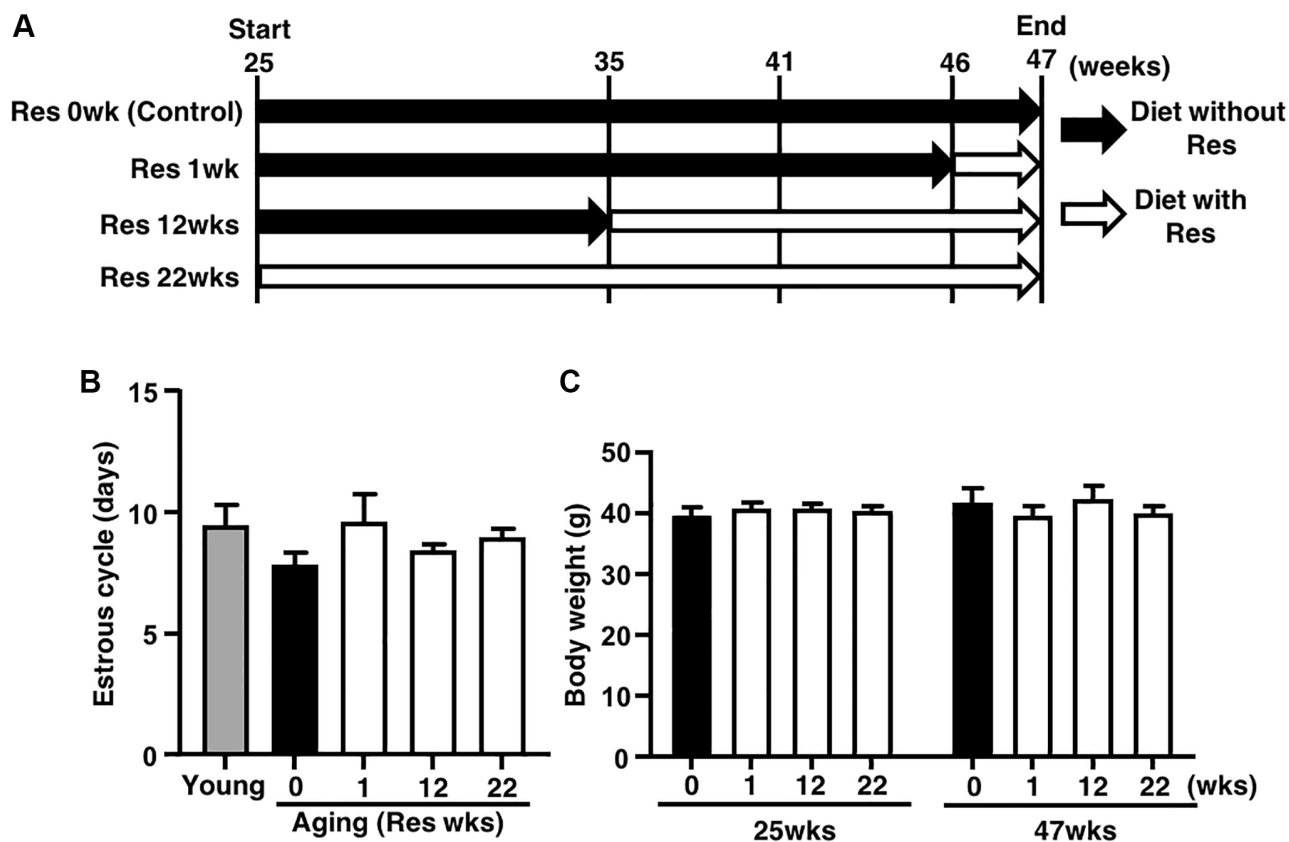 A
Start
End
25
35
41
46
47
(weeks)
Res 0wk (Control)
Res 1wk
Res 12wks
Res 22wks
Diet without
Res
Diet with
Res
B
Estrous cycle (days)
15
10
5
0
Young
0
1
12
22
Aging (Res wks)
C
Body weight (g)
50
40
30
20
10
0
0
1
12
22
0
1
12
22
(wks)
25wks
47wks